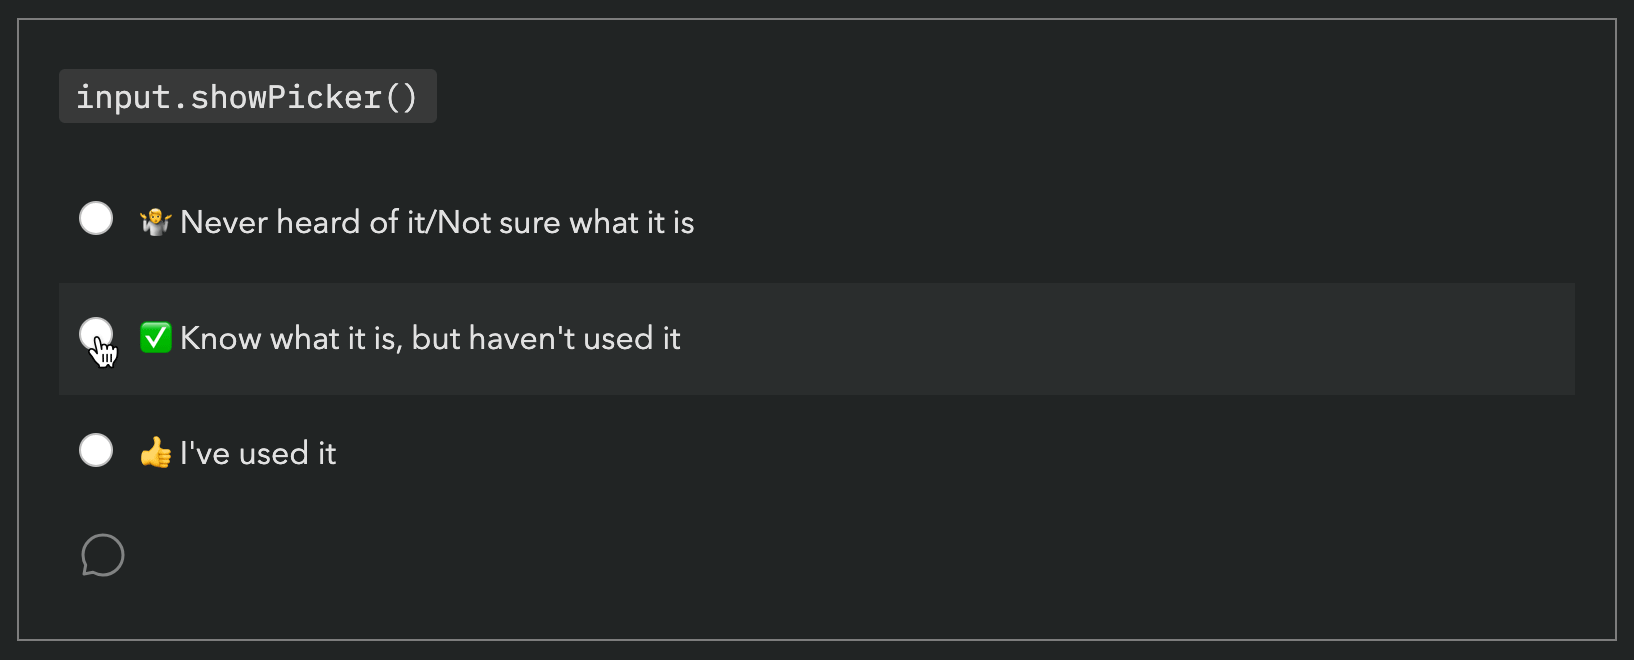 input.showPicker()
🤷 Never heard of it/Not sure what it is
✅ Know what it is, but haven't used it
👍 I've used it